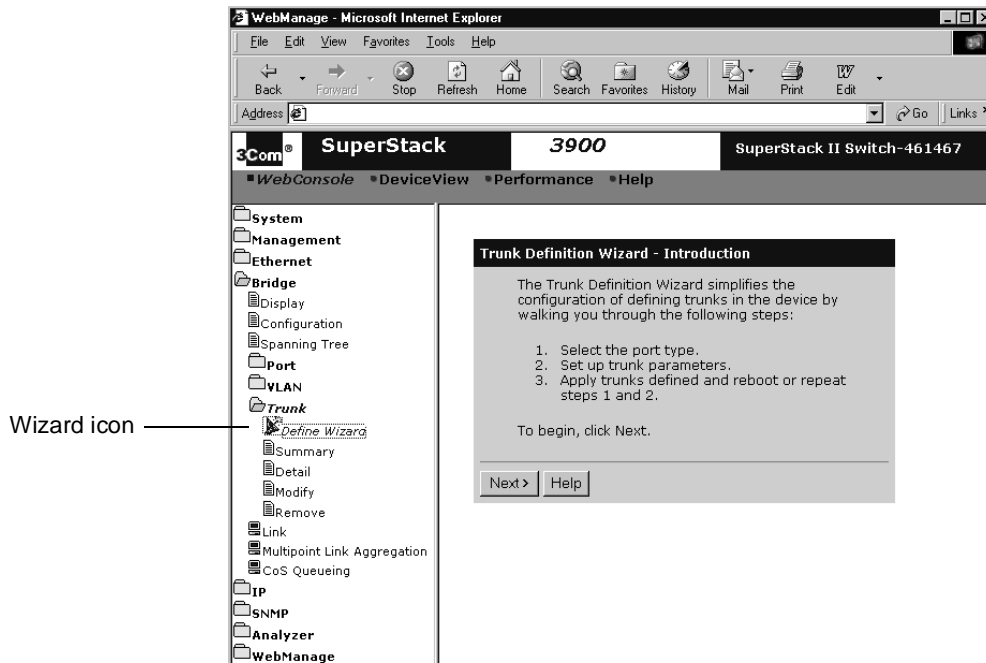 WebManage - Microsoft Internet Explorer
File Edit View Favorites Tools Help
Back Forward Stop Refresh Home Search Favorites History Mail Print Edit
Address Go Links
3Com® SuperStack 3900 SuperStack II Switch-461467
WebConsole DeviceView Performance Help
System
Management
Ethernet
Bridge
Display
Configuration
Spanning Tree
Port
VLAN
Trunk
Wizard icon
Define Wizard
Summary
Detail
Modify
Remove
Link
Multipoint Link Aggregation
CoS Queueing
IP
SNMP
Analyzer
WebManage
Trunk Definition Wizard - Introduction
The Trunk Definition Wizard simplifies the
configuration of defining trunks in the device by
walking you through the following steps:
1. Select the port type.
2. Set up trunk parameters.
3. Apply trunks defined and reboot or repeat
steps 1 and 2.
To begin, click Next.
Next> Help